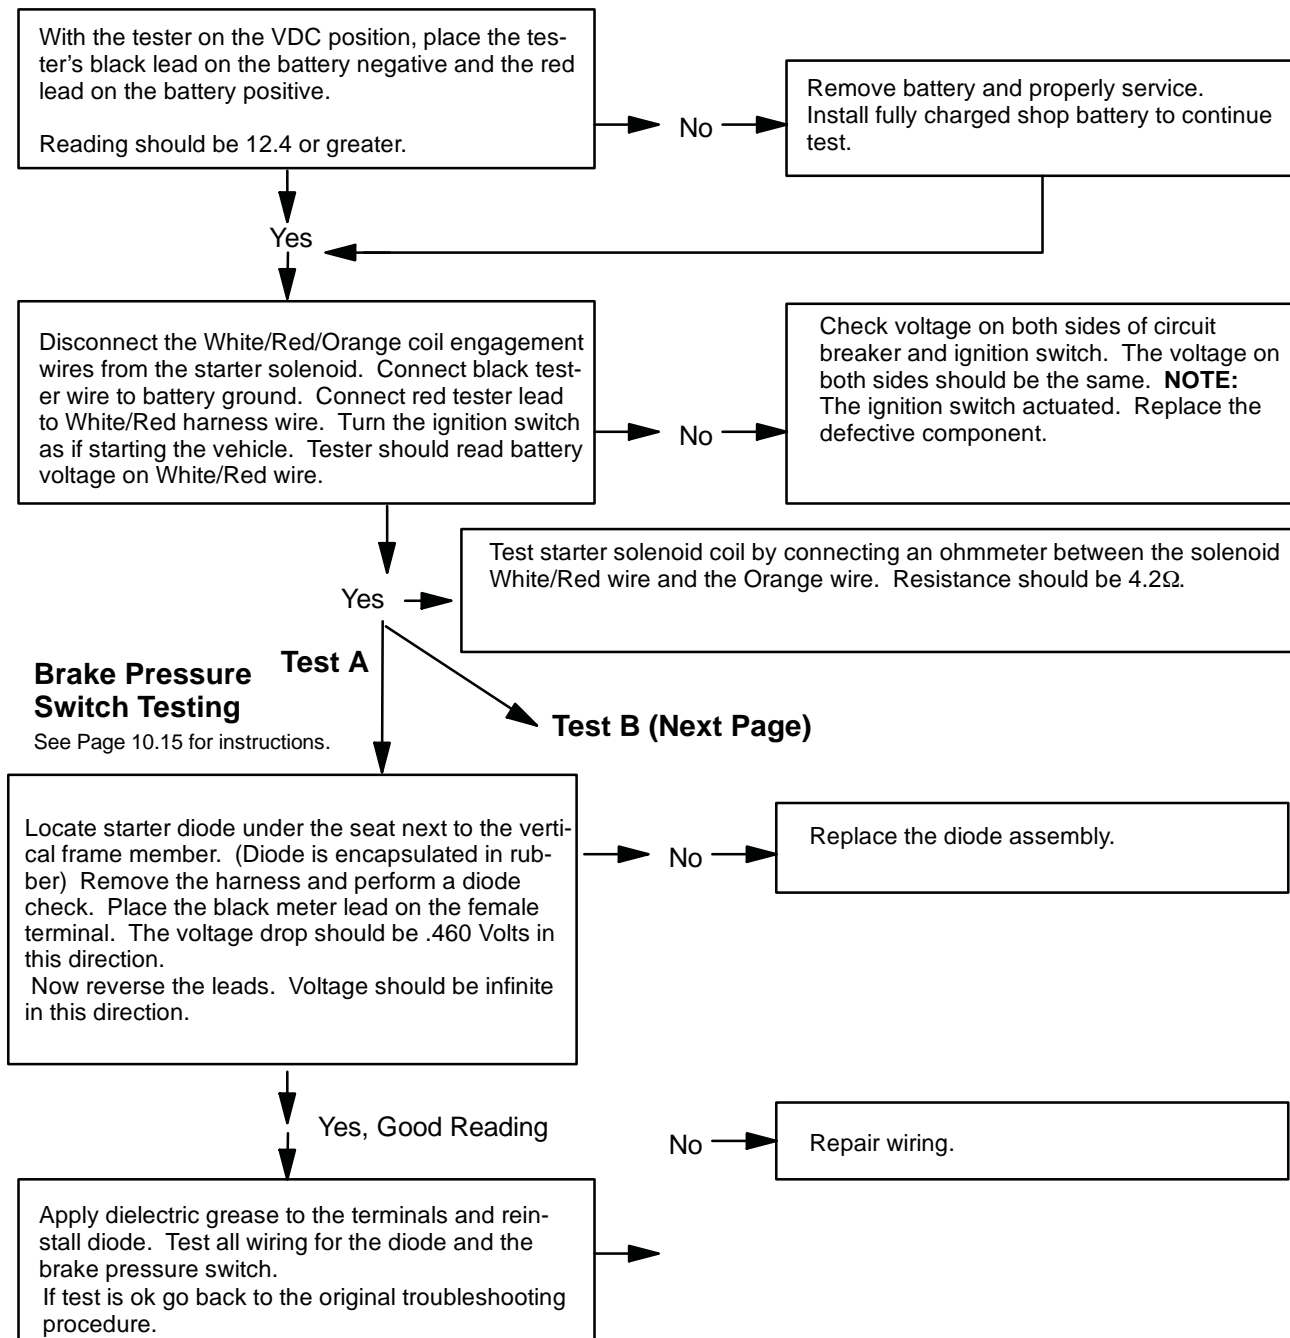 With the tester on the VDC position, place the tes-
ter's black lead on the battery negative and the red
lead on the battery positive.
Reading should be 12.4 or greater.
No
Remove battery and properly service.
Install fully charged shop battery to continue
test.
Yes
Disconnect the White/Red/Orange coil engagement
wires from the starter solenoid. Connect black test-
er wire to battery ground. Connect red tester lead
to White/Red harness wire. Turn the ignition switch
as if starting the vehicle. Tester should read battery
voltage on White/Red wire.
No
Check voltage on both sides of circuit
breaker and ignition switch. The voltage on
both sides should be the same. NOTE:
The ignition switch actuated. Replace the
defective component.
Yes
Test starter solenoid coil by connecting an ohmmeter between the solenoid
White/Red wire and the Orange wire. Resistance should be 4.2Ω.
Test A
Brake Pressure
Switch Testing
See Page 10.15 for instructions.
Test B (Next Page)
Locate starter diode under the seat next to the verti-
cal frame member. (Diode is encapsulated in rub-
ber) Remove the harness and perform a diode
check. Place the black meter lead on the female
terminal. The voltage drop should be .460 Volts in
this direction.
Now reverse the leads. Voltage should be infinite
in this direction.
No
Replace the diode assembly.
Yes, Good Reading
No
Repair wiring.
Apply dielectric grease to the terminals and rein-
stall diode. Test all wiring for the diode and the
brake pressure switch.
If test is ok go back to the original troubleshooting
procedure.